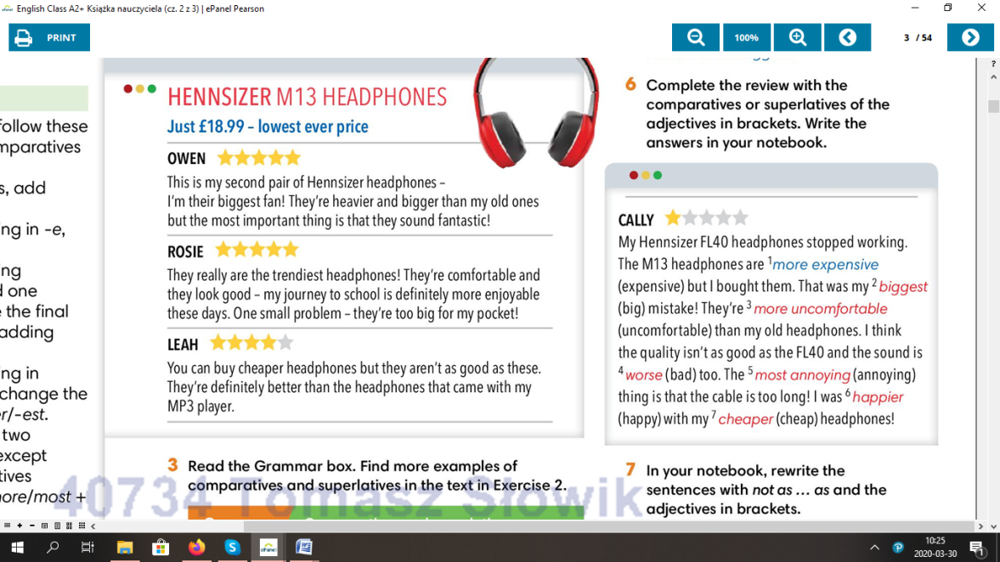 English Class A2+ Książka nauczyciela (cz. 2 z 3) | ePanel Pearson
PRINT
100%
3 / 54
?
follow these
mparatives
s, add
ng in -e,
ng
d one
e the final
adding
ng in
change the
er/-est.
two
except
tives
more/most +
HENNSIZER M13 HEADPHONES
Just £18.99 – lowest ever price
OWEN
This is my second pair of Hennsizer headphones –
I'm their biggest fan! They're heavier and bigger than my old ones
but the most important thing is that they sound fantastic!
ROSIE
They really are the trendiest headphones! They're comfortable and
they look good – my journey to school is definitely more enjoyable
these days. One small problem – they're too big for my pocket!
LEAH
You can buy cheaper headphones but they aren't as good as these.
They're definitely better than the headphones that came with my
MP3 player.
3 Read the Grammar box. Find more examples of
comparatives and superlatives in the text in Exercise 2.
6 Complete the review with the
comparatives or superlatives of the
adjectives in brackets. Write the
answers in your notebook.
CALLY
My Hennsizer FL40 headphones stopped working.
The M13 headphones are 1 more expensive
(expensive) but I bought them. That was my 2 biggest
(big) mistake! They're 3 more uncomfortable
(uncomfortable) than my old headphones. I think
the quality isn't as good as the FL40 and the sound is
4 worse (bad) too. The 5 most annoying (annoying)
thing is that the cable is too long! I was 6 happier
(happy) with my 7 cheaper (cheap) headphones!
7 In your notebook, rewrite the
sentences with not as … as and the
adjectives in brackets.
40734 Tomasz Słowik
10:25
2020-03-30
1